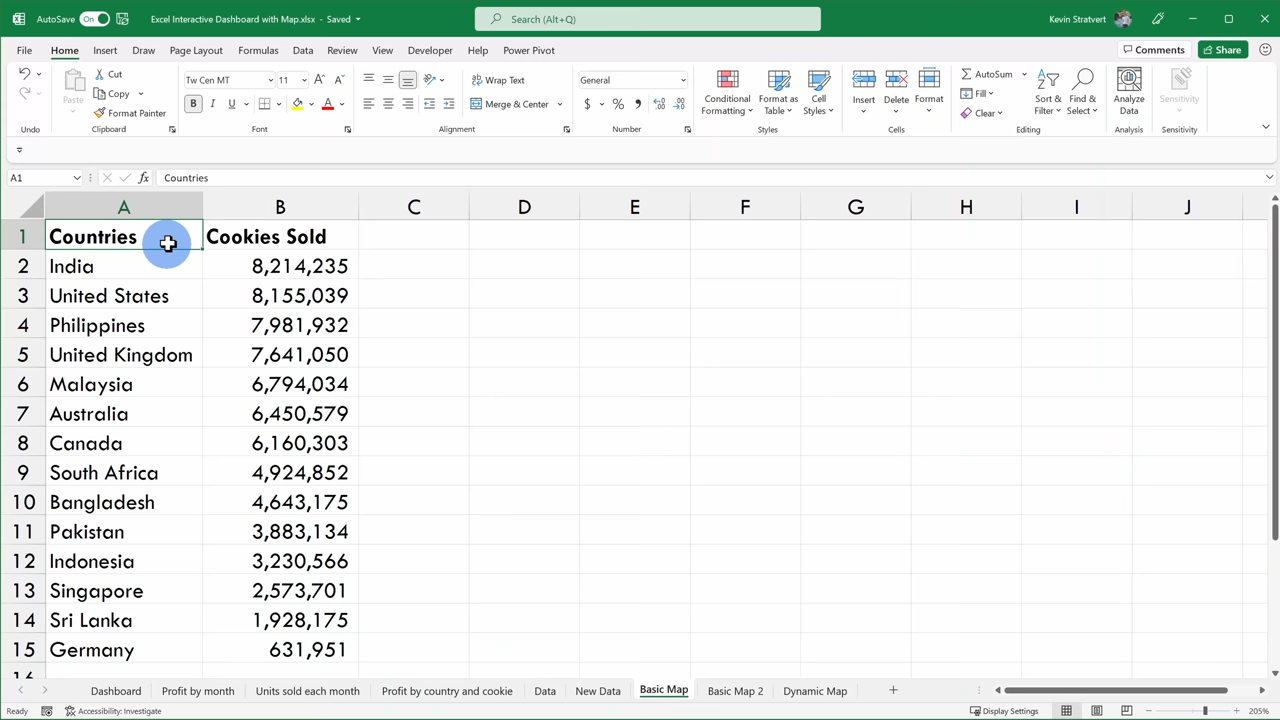 AutoSave On Excel Interactive Dashboard with Map.xlsx • Saved Search (Alt+Q) Kevin Stratvert
File Home Insert Draw Page Layout Formulas Data Review View Developer Help Power Pivot Comments Share
Cut
Copy
Format Painter
Paste
Tw Cen MT 11
B I U
Wrap Text
Merge & Center
General
$ %
Conditional Formatting
Format as Table
Cell Styles
Insert
Delete
Format
AutoSum
Fill
Clear
Sort & Filter
Find & Select
Analyze Data
Sensitivity
Undo Clipboard Font Alignment Number Styles Cells Editing Analysis Sensitivity
A1 fx Countries
A B C D E F G H I J
1 Countries Cookies Sold
2 India 8,214,235
3 United States 8,155,039
4 Philippines 7,981,932
5 United Kingdom 7,641,050
6 Malaysia 6,794,034
7 Australia 6,450,579
8 Canada 6,160,303
9 South Africa 4,924,852
10 Bangladesh 4,643,175
11 Pakistan 3,883,134
12 Indonesia 3,230,566
13 Singapore 2,573,701
14 Sri Lanka 1,928,175
15 Germany 631,951
Dashboard Profit by month Units sold each month Profit by country and cookie Data New Data Basic Map Basic Map 2 Dynamic Map
Ready Accessibility: Investigate Display Settings 205%